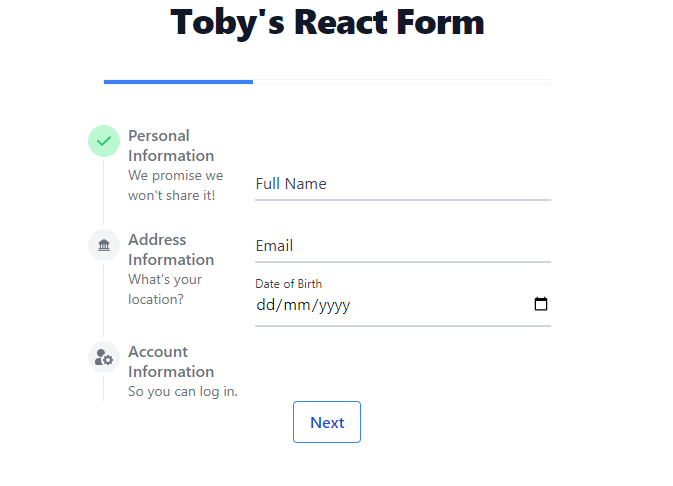 Toby's React Form
Personal
Information
We promise we
won't share it!
Address
Information
What's your
location?
Account
Information
So you can log in.
Full Name
Email
Date of Birth
dd/mm/yyyy
Next